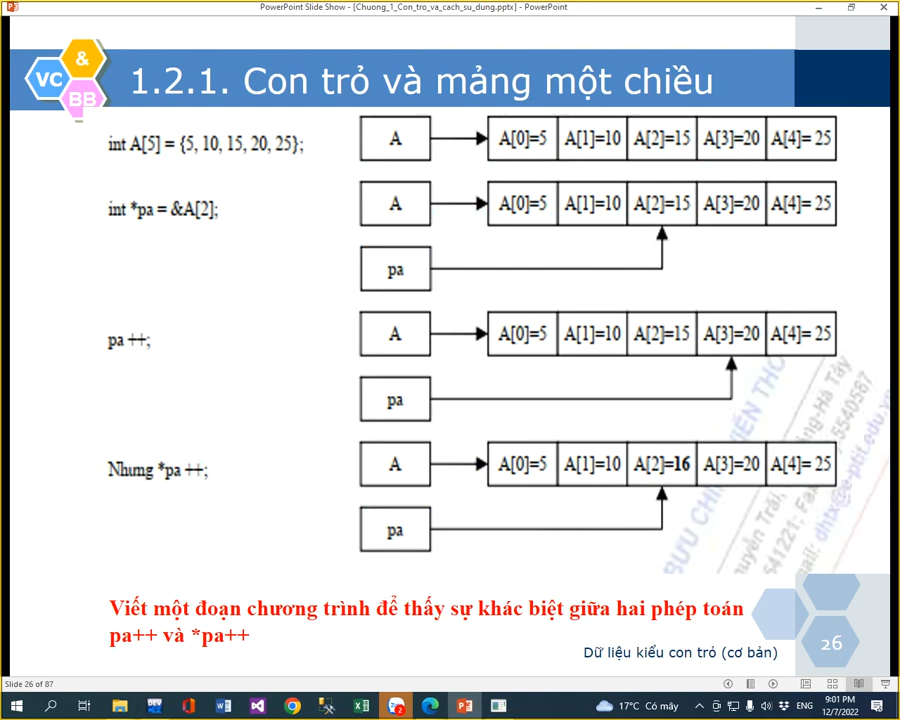 PowerPoint Slide Show - [Chuong_1_Con_tro_va_cach_su_dung.pptx] - PowerPoint
VC & BB
1.2.1. Con trỏ và mảng một chiều
int A[5] = {5, 10, 15, 20, 25};
A
A[0]=5 A[1]=10 A[2]=15 A[3]=20 A[4]= 25
int *pa = &A[2];
A
A[0]=5 A[1]=10 A[2]=15 A[3]=20 A[4]= 25
pa
pa ++;
A
A[0]=5 A[1]=10 A[2]=15 A[3]=20 A[4]= 25
pa
Nhưng *pa ++;
A
A[0]=5 A[1]=10 A[2]=16 A[3]=20 A[4]= 25
pa
Viết một đoạn chương trình để thấy sự khác biệt giữa hai phép toán
pa++ và *pa++
Dữ liệu kiểu con trỏ (cơ bản)
26
Slide 26 of 87
17°C Có mây
ENG
9:01 PM
12/7/2022